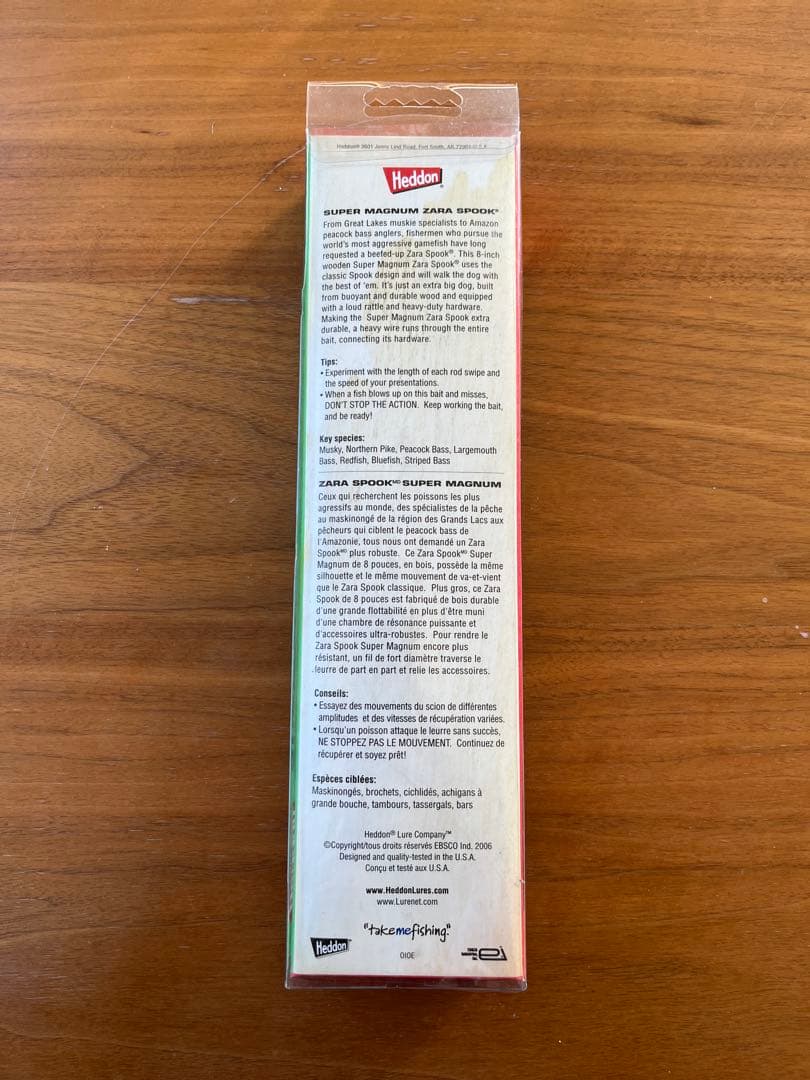 Heddon® 3601 Jenny Lind Road, Fort Smith, AR 72901 U.S.A.
Heddon®
SUPER MAGNUM ZARA SPOOK®
From Great Lakes muskie specialists to Amazon
peacock bass anglers, fishermen who pursue the
world's most aggressive gamefish have long
requested a beefed-up Zara Spook®. This 8-inch
wooden Super Magnum Zara Spook® uses the
classic Spook design and will walk the dog with
the best of 'em. It's just an extra big dog, built
from buoyant and durable wood and equipped
with a loud rattle and heavy-duty hardware.
Making the Super Magnum Zara Spook extra
durable, a heavy wire runs through the entire
bait, connecting its hardware.
Tips:
• Experiment with the length of each rod swipe and
the speed of your presentations.
• When a fish blows up on this bait and misses,
DON'T STOP THE ACTION. Keep working the bait,
and be ready!
Key species:
Musky, Northern Pike, Peacock Bass, Largemouth
Bass, Redfish, Bluefish, Striped Bass
ZARA SPOOKMD SUPER MAGNUM
Ceux qui recherchent les poissons les plus
agressifs au monde, des spécialistes de la pêche
au maskinongé de la région des Grands Lacs aux
pêcheurs qui ciblent le peacock bass de
l'Amazonie, tous nous ont demandé un Zara
SpookMD plus robuste. Ce Zara SpookMD Super
Magnum de 8 pouces, en bois, possède la même
silhouette et le même mouvement de va-et-vient
que le Zara Spook classique. Plus gros, ce Zara
Spook de 8 pouces est fabriqué de bois durable
d'une grande flottabilité en plus d'être muni
d'une chambre de résonance puissante et
d'accessoires ultra-robustes. Pour rendre le
Zara Spook Super Magnum encore plus
résistant, un fil de fort diamètre traverse le
leurre de part en part et relie les accessoires.
Conseils:
• Essayez des mouvements du scion de différentes
amplitudes et des vitesses de récupération variées.
• Lorsqu'un poisson attaque le leurre sans succès,
NE STOPPEZ PAS LE MOUVEMENT. Continuez de
récupérer et soyez prêt!
Espèces ciblées:
Maskinongés, brochets, cichlidés, achigans à
grande bouche, tambours, tassergals, bars
Heddon® Lure Company™
©Copyright/tous droits réservés EBSCO Ind. 2006
Designed and quality-tested in the U.S.A.
Conçu et testé aux U.S.A.
www.HeddonLures.com
www.Lurenet.com
"takemefishing."
Heddon
010E